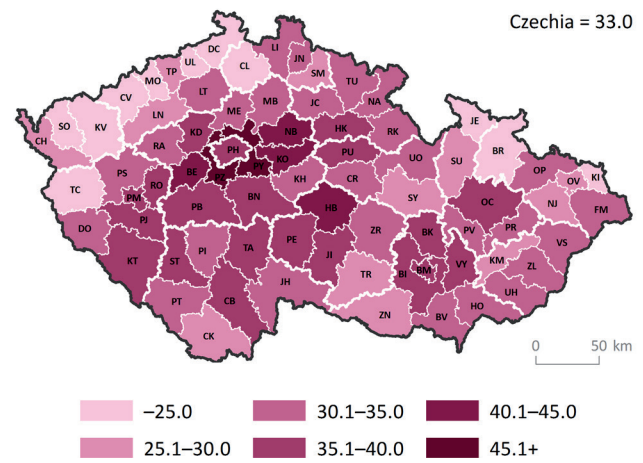 Czechia = 33.0
DC
LI
UL
TP
CL
JN
SM
MO
TU
CV
LT
LN
MB
JC
NA
SO
KV
ME
JE
CH
RA
KD
NB
HK
RK
BR
PH
PY
KO
PU
UO
SU
OP
OV
KI
TC
PS
RO
BE
PZ
KH
CR
NJ
FM
PM
PB
BN
SY
OC
DO
PJ
HB
PV
PR
VS
KT
ST
PI
TA
PE
JI
ZR
BK
KM
ZL
BI
BM
VY
UH
PT
CB
JH
TR
HO
CK
ZN
BV
0 50 km
–25.0 30.1–35.0 40.1–45.0
25.1–30.0 35.1–40.0 45.1+